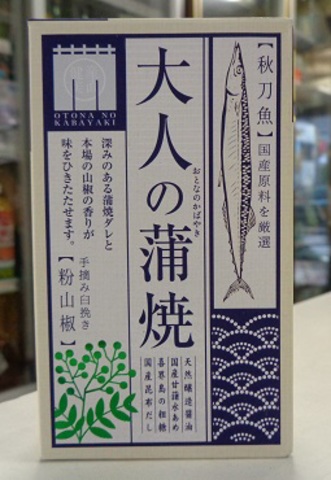 【秋刀魚】国産原料を厳選
大人の蒲焼
おとなのかばやき
天然醸造醤油
国産甘藷水あめ
喜界島の粗糖
国産昆布だし
OTONA NO
KABAYAKI
深みのある蒲焼ダレと
本場の山椒の香りが
味をひきたたせます。
手摘み臼挽き
【粉山椒】